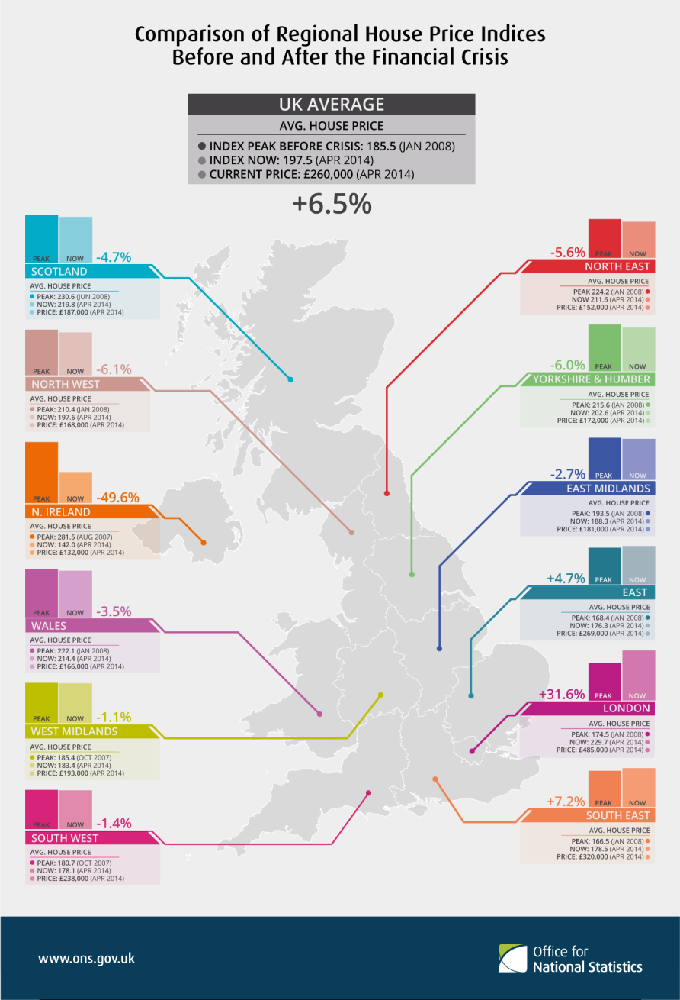 Comparison of Regional House Price Indices
Before and After the Financial Crisis
UK AVERAGE
AVG. HOUSE PRICE
INDEX PEAK BEFORE CRISIS: 185.5 (JAN 2008)
INDEX NOW: 197.5 (APR 2014)
CURRENT PRICE: £260,000 (APR 2014)
+6.5%
PEAK NOW -4.7%
SCOTLAND
AVG. HOUSE PRICE
PEAK: 230.6 (JUN 2008)
NOW: 219.8 (APR 2014)
PRICE: £187,000 (APR 2014)
PEAK NOW -6.1%
NORTH WEST
AVG. HOUSE PRICE
PEAK: 210.4 (JAN 2008)
NOW: 197.6 (APR 2014)
PRICE: £168,000 (APR 2014)
PEAK NOW -49.6%
N. IRELAND
AVG. HOUSE PRICE
PEAK: 281.5 (AUG 2007)
NOW: 142.0 (APR 2014)
PRICE: £132,000 (APR 2014)
PEAK NOW -3.5%
WALES
AVG. HOUSE PRICE
PEAK: 222.1 (JAN 2008)
NOW: 214.4 (APR 2014)
PRICE: £166,000 (APR 2014)
PEAK NOW -1.1%
WEST MIDLANDS
AVG. HOUSE PRICE
PEAK: 185.4 (OCT 2007)
NOW: 183.4 (APR 2014)
PRICE: £193,000 (APR 2014)
PEAK NOW -1.4%
SOUTH WEST
AVG. HOUSE PRICE
PEAK: 180.7 (OCT 2007)
NOW: 178.1 (APR 2014)
PRICE: £238,000 (APR 2014)
-5.6% PEAK NOW
NORTH EAST
AVG. HOUSE PRICE
PEAK 224.2 (JAN 2008)
NOW 211.6 (APR 2014)
PRICE: £152,000 (APR 2014)
-6.0% PEAK NOW
YORKSHIRE & HUMBER
AVG. HOUSE PRICE
PEAK: 215.6 (JAN 2008)
NOW: 202.6 (APR 2014)
PRICE: £172,000 (APR 2014)
-2.7% PEAK NOW
EAST MIDLANDS
AVG. HOUSE PRICE
PEAK: 193.5 (JAN 2008)
NOW: 188.3 (APR 2014)
PRICE: £181,000 (APR 2014)
+4.7% PEAK NOW
EAST
AVG. HOUSE PRICE
PEAK: 168.4 (JAN 2008)
NOW: 176.3 (APR 2014)
PRICE: £269,000 (APR 2014)
+31.6% PEAK NOW
LONDON
AVG. HOUSE PRICE
PEAK: 174.5 (JAN 2008)
NOW: 229.7 (APR 2014)
PRICE: £485,000 (APR 2014)
+7.2% PEAK NOW
SOUTH EAST
AVG. HOUSE PRICE
PEAK: 166.5 (JAN 2008)
NOW: 178.5 (APR 2014)
PRICE: £320,000 (APR 2014)
www.ons.gov.uk
Office for
National Statistics